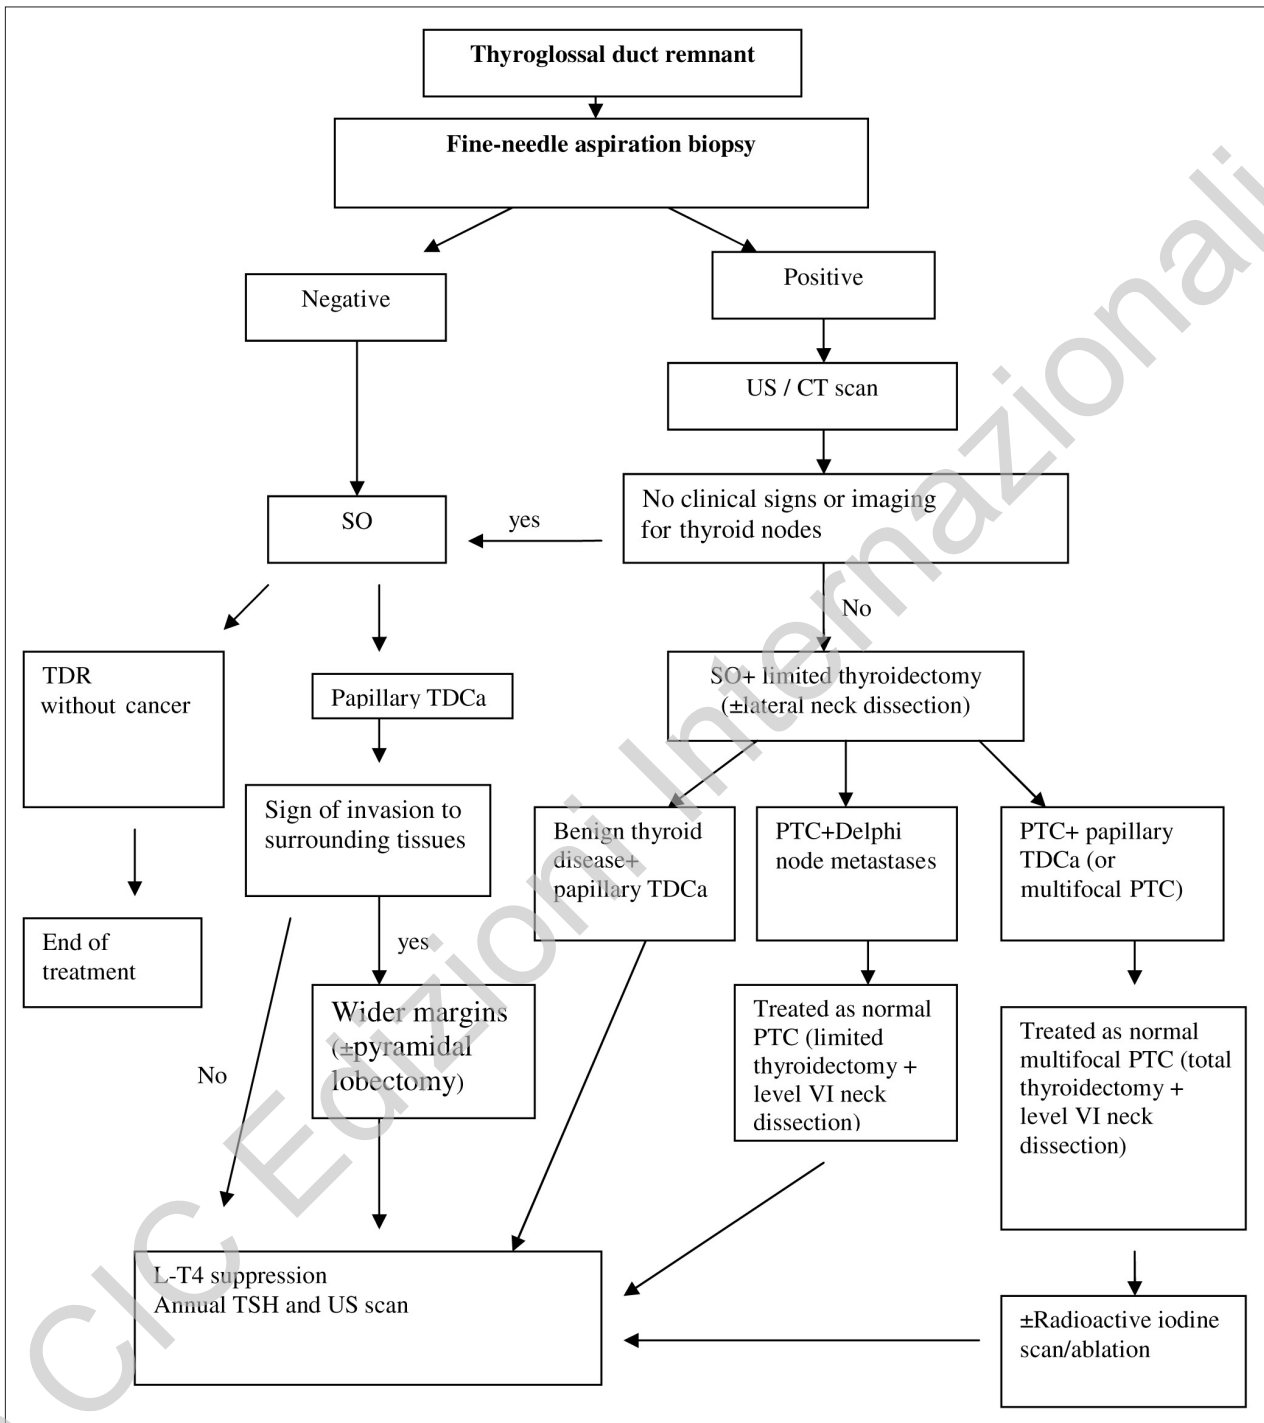 Thyroglossal duct remnant
Fine-needle aspiration biopsy
Negative
Positive
US / CT scan
No clinical signs or imaging
for thyroid nodes
yes
SO
No
TDR
without cancer
Papillary TDCa
SO+ limited thyroidectomy
(±lateral neck dissection)
Sign of invasion to
surrounding tissues
Benign thyroid
disease+
papillary TDCa
PTC+Delphi
node metastases
PTC+ papillary
TDCa (or
multifocal PTC)
End of
treatment
yes
No
Wider margins
(±pyramidal
lobectomy)
Treated as normal
PTC (limited
thyroidectomy +
level VI neck
dissection)
Treated as normal
multifocal PTC (total
thyroidectomy +
level VI neck
dissection)
L-T4 suppression
Annual TSH and US scan
±Radioactive iodine
scan/ablation
CIC Edizioni Internazionali